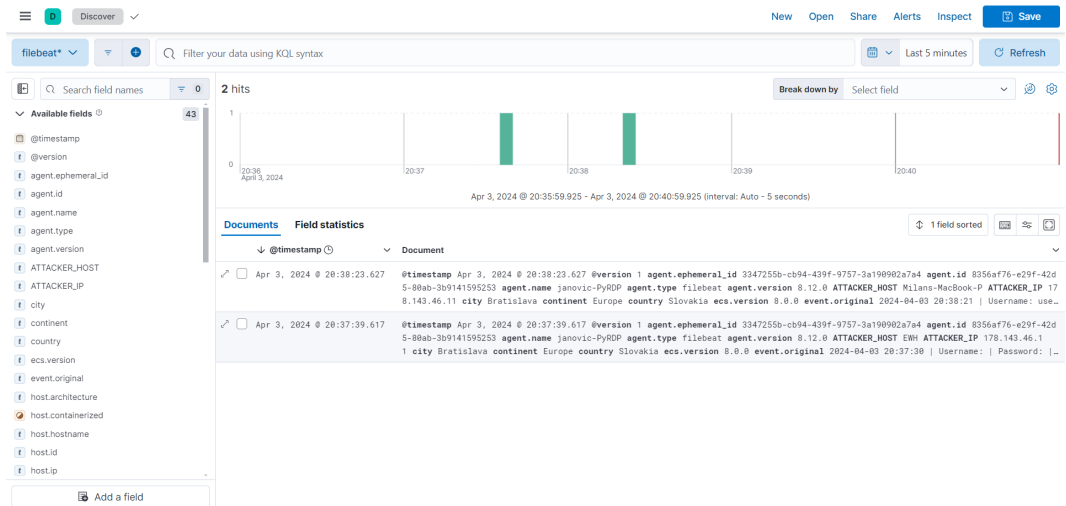 D Discover New Open Share Alerts Inspect Save
filebeat* Filter your data using KQL syntax Last 5 minutes Refresh
Search field names 0
2 hits
Break down by Select field
Available fields 43
@timestamp
@version
agent.ephemeral_id
agent.id
agent.name
agent.type
agent.version
ATTACKER_HOST
ATTACKER_IP
city
continent
country
ecs.version
event.original
host.architecture
host.containerized
host.hostname
host.id
host.ip
Add a field
1
0
20:36 20:37 20:38 20:39 20:40
April 3, 2024
Apr 3, 2024 @ 20:35:59.925 - Apr 3, 2024 @ 20:40:59.925 (interval: Auto - 5 seconds)
Documents Field statistics 1 field sorted
@timestamp Document
Apr 3, 2024 @ 20:38:23.627 @timestamp Apr 3, 2024 @ 20:38:23.627 @version 1 agent.ephemeral_id 3347255b-cb94-439f-9757-3a190902a7a4 agent.id 8356af76-e29f-42d
5-80ab-3b9141595253 agent.name janovic-PyRDP agent.type filebeat agent.version 8.12.0 ATTACKER_HOST Milans-MacBook-P ATTACKER_IP 17
8.143.46.11 city Bratislava continent Europe country Slovakia ecs.version 8.0.0 event.original 2024-04-03 20:38:21 | Username: use…
Apr 3, 2024 @ 20:37:39.617 @timestamp Apr 3, 2024 @ 20:37:39.617 @version 1 agent.ephemeral_id 3347255b-cb94-439f-9757-3a190902a7a4 agent.id 8356af76-e29f-42d
5-80ab-3b9141595253 agent.name janovic-PyRDP agent.type filebeat agent.version 8.12.0 ATTACKER_HOST EWH ATTACKER_IP 178.143.46.1
1 city Bratislava continent Europe country Slovakia ecs.version 8.0.0 event.original 2024-04-03 20:37:30 | Username: | Password: |…